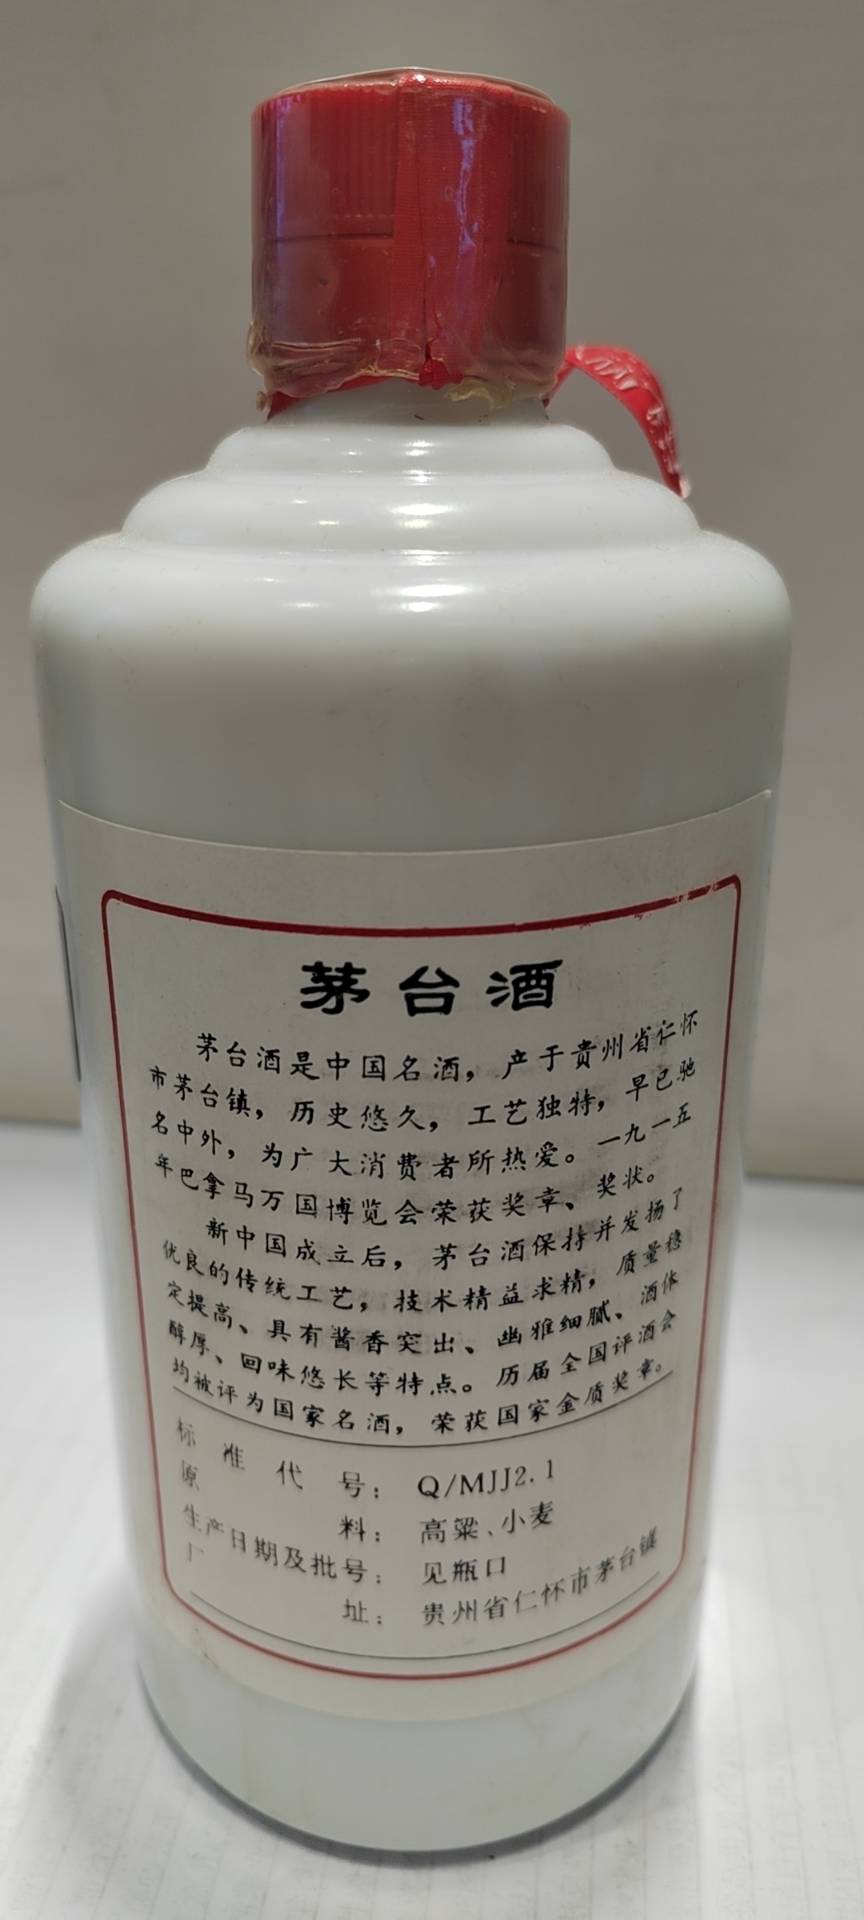 茅台酒
茅台酒是中国名酒，产于贵州省仁怀
市茅台镇，历史悠久，工艺独特，早已驰
名中外，为广大消费者所热爱。一九一五
年巴拿马万国博览会荣获奖章、奖状。
新中国成立后，茅台酒保持并发扬了
优良的传统工艺，技术精益求精，质量稳
定提高、具有酱香突出、幽雅细腻、酒体
醇厚、回味悠长等特点。历届全国评酒会
均被评为国家名酒，荣获国家金质奖章。
标准代号：Q/MJJ2.1
原料：高粱、小麦
生产日期及批号：见瓶口
厂址：贵州省仁怀市茅台镇